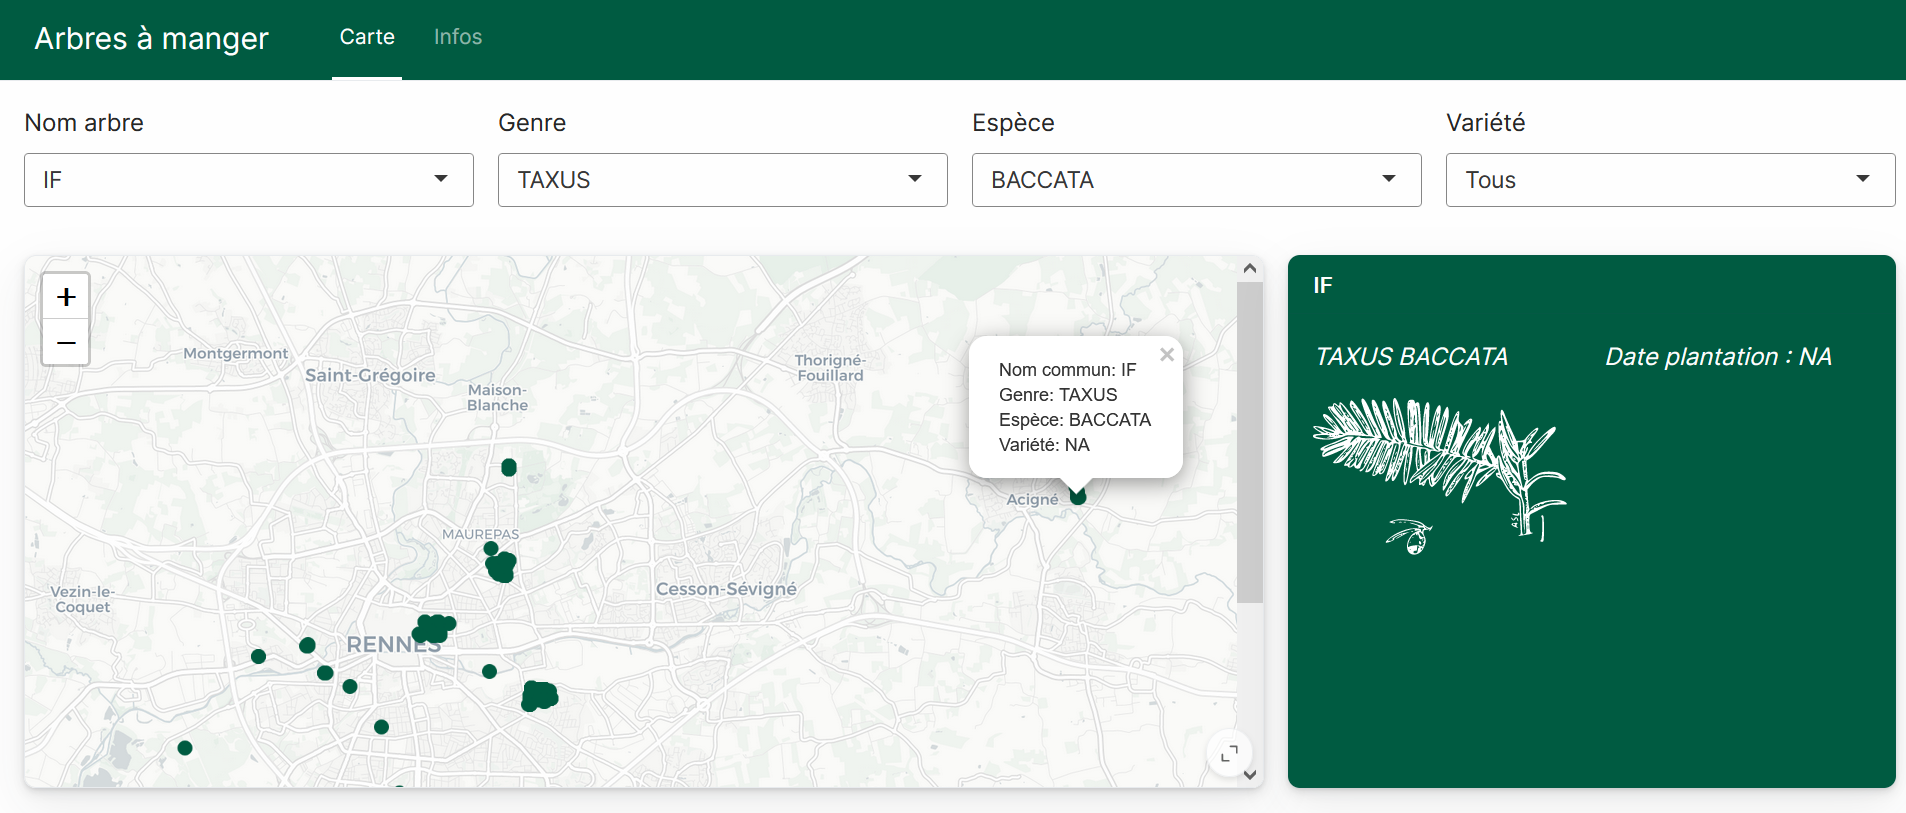 Arbres à manger
Carte
Infos
Nom arbre
Genre
Espèce
Variété
IF
TAXUS
BACCATA
Tous
+
−
Montgermont
Saint-Grégoire
Maison-
Blanche
Thorigné-
Fouillard
MAUREPAS
Acigné
Vezin-le-
Coquet
Cesson-Sévigné
RENNES
Nom commun: IF
Genre: TAXUS
Espèce: BACCATA
Variété: NA
×
IF
TAXUS BACCATA
Date plantation : NA
ASL